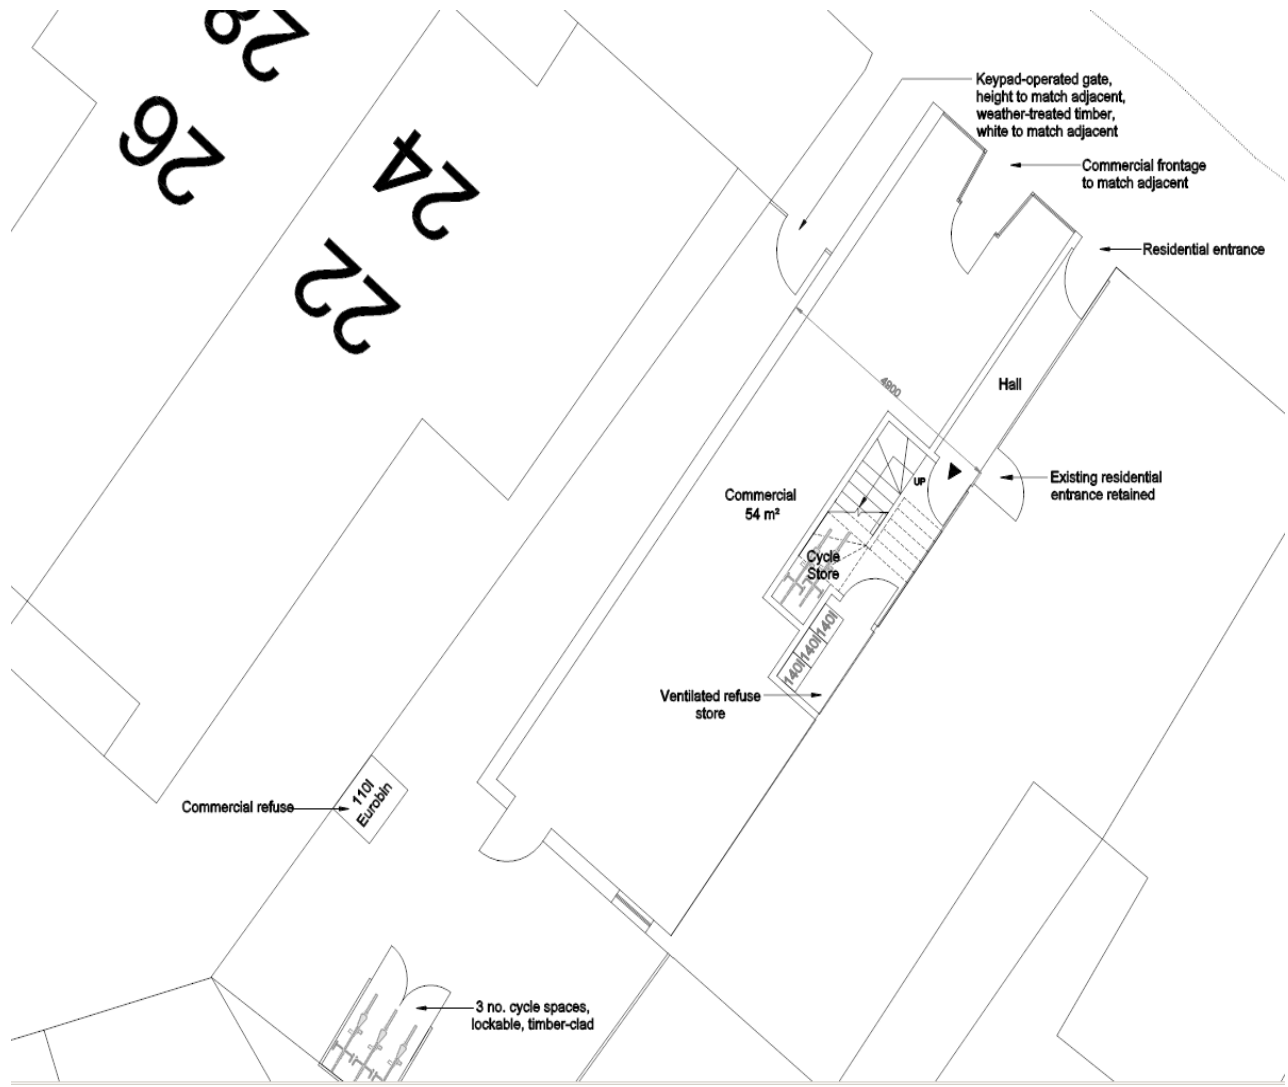 28
26
24
22
Keypad-operated gate,
height to match adjacent,
weather-treated timber,
white to match adjacent
Commercial frontage
to match adjacent
Residential entrance
4900
Hall
UP
Existing residential
entrance retained
Commercial
54 m²
Cycle
Store
140l
140l
140l
Ventilated refuse
store
Commercial refuse
110l
Eurobin
3 no. cycle spaces,
lockable, timber-clad